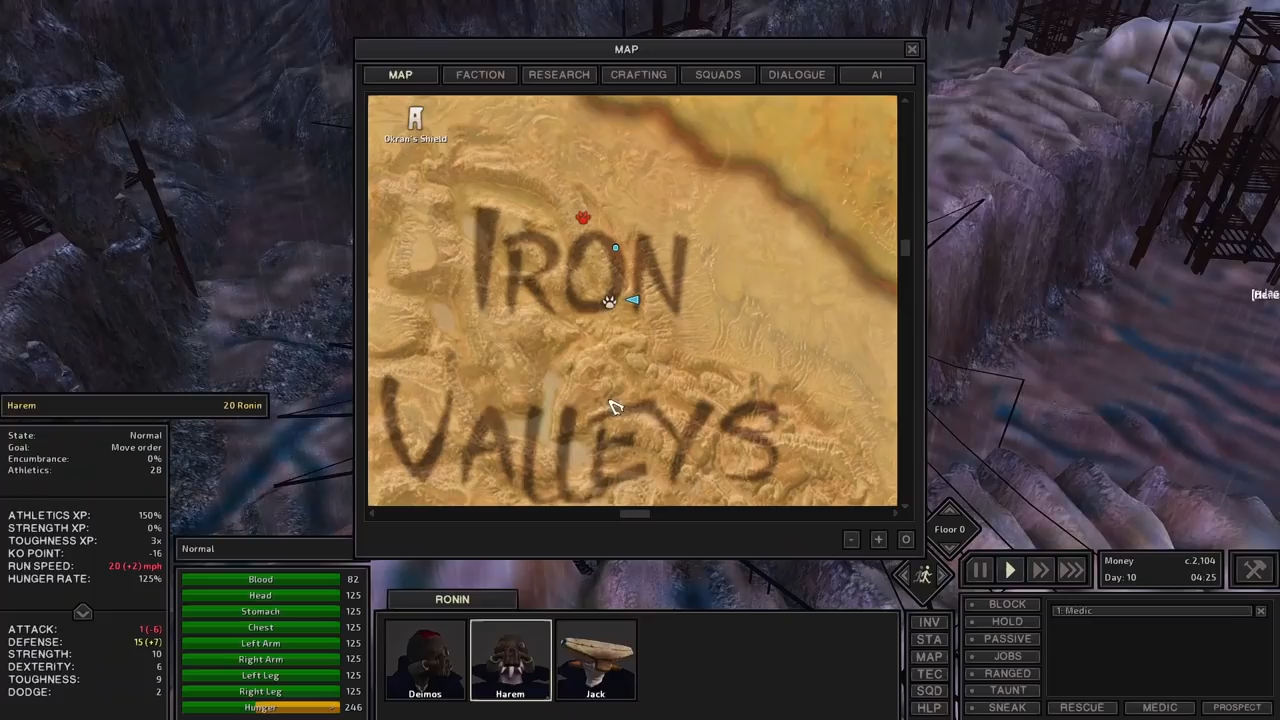 MAP
MAP FACTION RESEARCH CRAFTING SQUADS DIALOGUE AI
Okran's Shield
IRON
VALLEYS
Harem 20 Ronin
State: Normal
Goal: Move order
Encumbrance: 0%
Athletics: 28
ATHLETICS XP: 150%
STRENGTH XP: 0%
TOUGHNESS XP: 3x
KO POINT: -16
RUN SPEED: 20 (+2) mph
HUNGER RATE: 125%
ATTACK: 1 (-6)
DEFENSE: 15 (+7)
STRENGTH: 10
DEXTERITY: 6
TOUGHNESS: 9
DODGE: 2
Normal
Blood 82
Head 125
Stomach 125
Chest 125
Left Arm 125
Right Arm 125
Left Leg 125
Right Leg 125
Hunger 246
- + O
RONIN
Deimos Harem Jack
Floor 0
Money c.2,104
Day: 10 04:25
INV
STA
MAP
TEC
SQD
HLP
BLOCK
HOLD
PASSIVE
JOBS
RANGED
TAUNT
SNEAK
1: Medic
RESCUE MEDIC PROSPECT